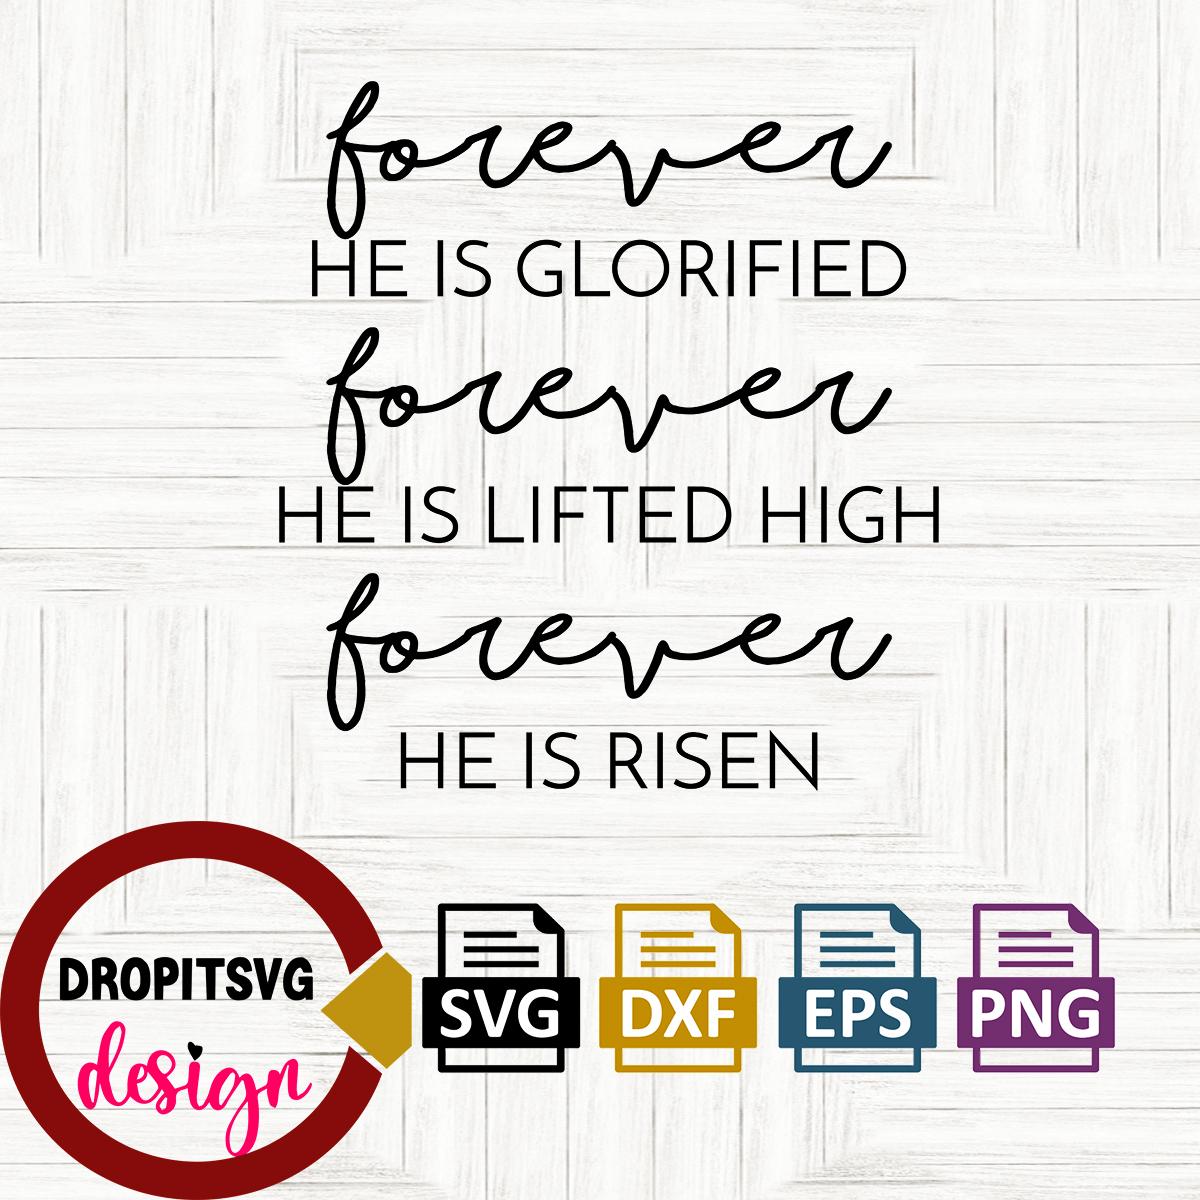 forever
HE IS GLORIFIED
forever
HE IS LIFTED HIGH
forever
HE IS RISEN
DROPITSVG
design
SVG DXF EPS PNG